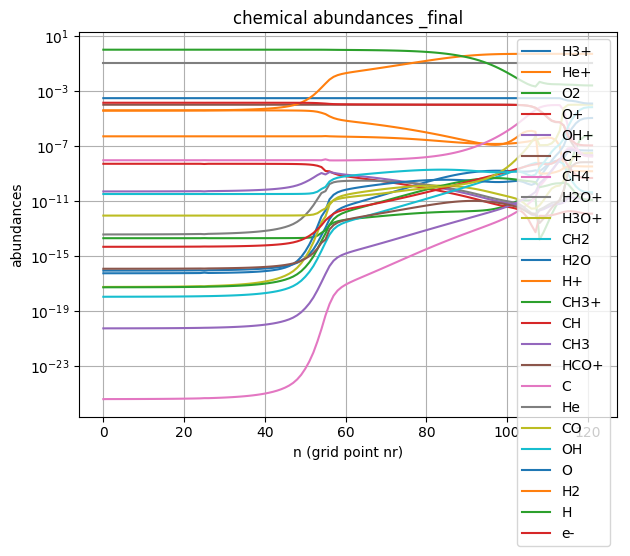 chemical abundances _final
10^1
10^-3
10^-7
10^-11
10^-15
10^-19
10^-23
abundances
0 20 40 60 80 100 120
n (grid point nr)
H3+
He+
O2
O+
OH+
C+
CH4
H2O+
H3O+
CH2
H2O
H+
CH3+
CH
CH3
HCO+
C
He
CO
OH
O
H2
H
e-